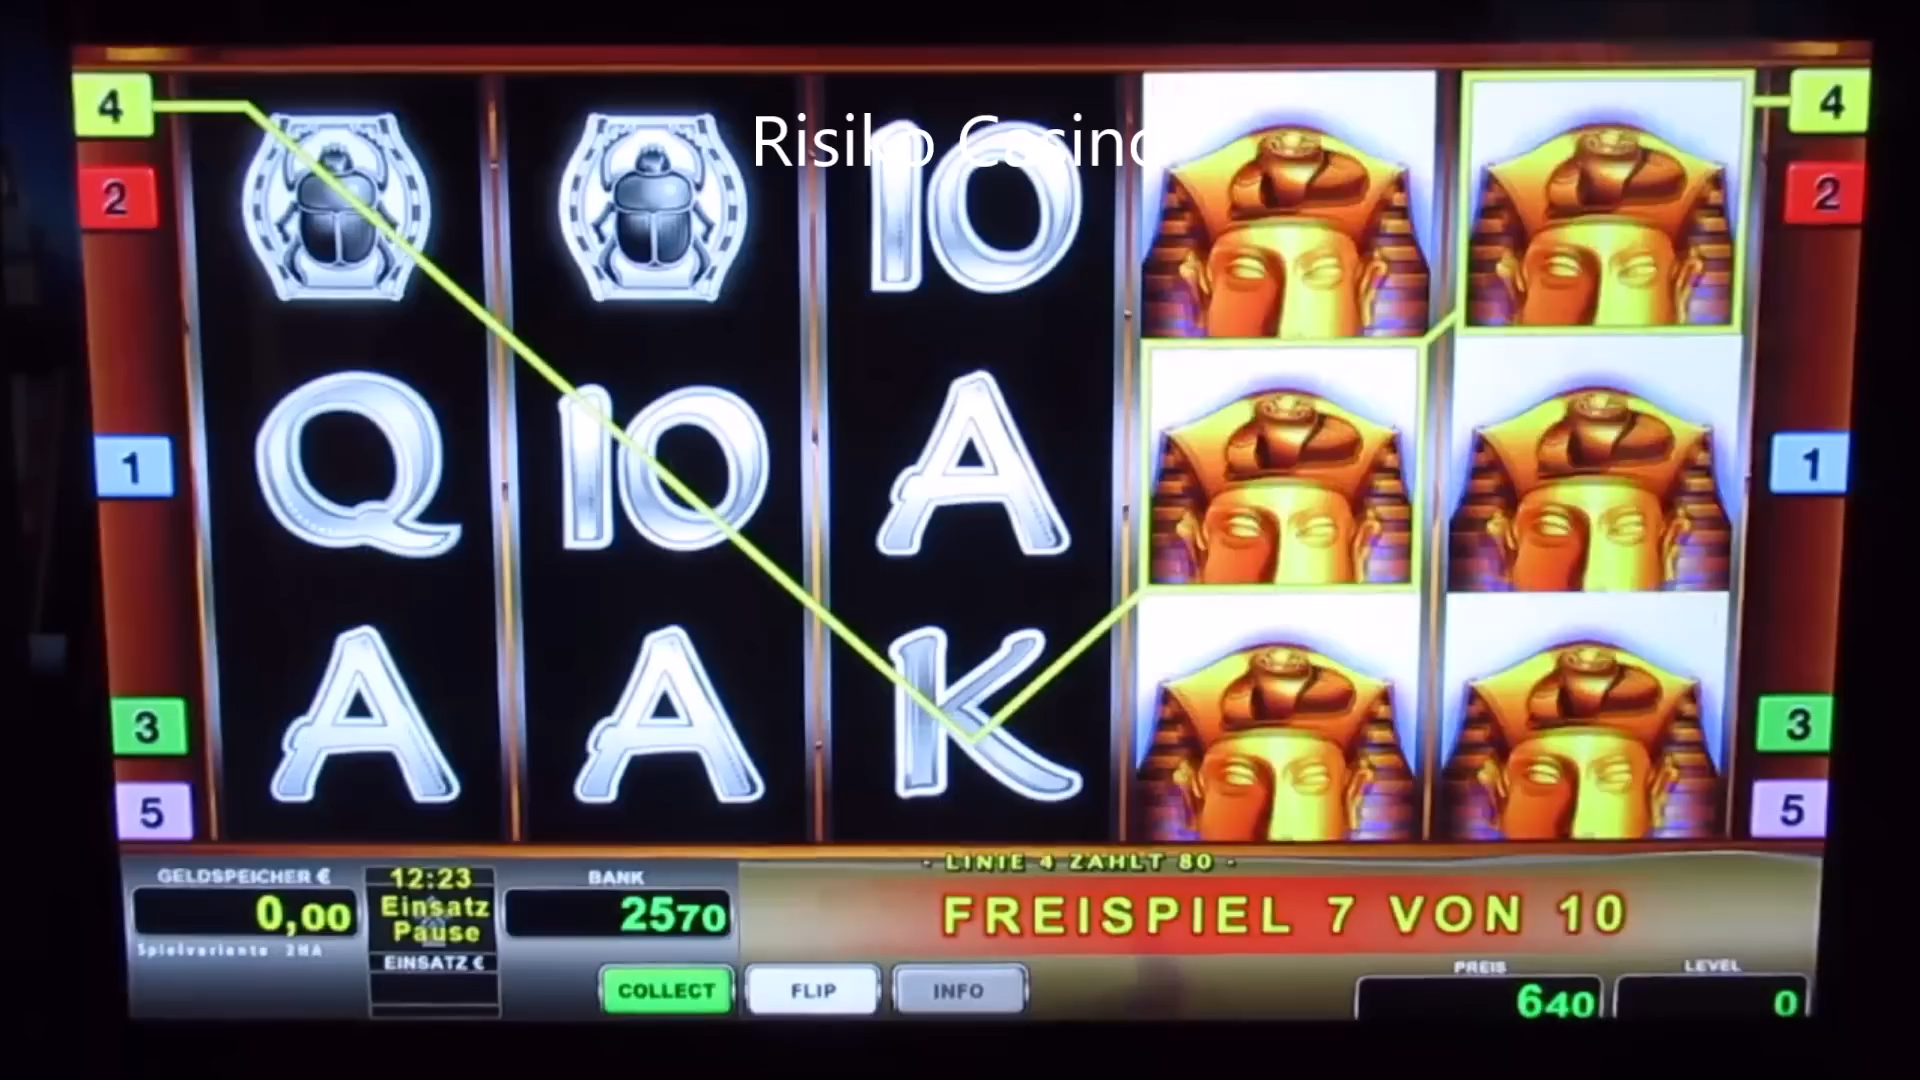 Risiko Casino
4
4
2
2
10
Q
10
A
1
1
A
A
K
3
3
5
5
- LINIE 4 ZAHLT 80 -
GELDSPEICHER €
12:23
BANK
0,00
Einsatz
Pause
2570
FREISPIEL 7 VON 10
Spielvariante 2HA
EINSATZ €
COLLECT
FLIP
INFO
PREIS
640
LEVEL
0